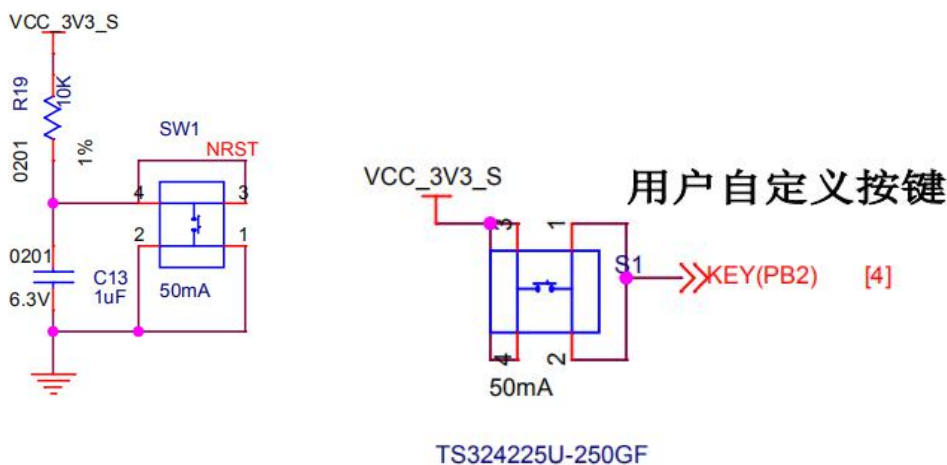 VCC_3V3_S
R19
10K
0201
1%
SW1
NRST
4
3
2
1
0201
6.3V
C13
1uF
50mA
VCC_3V3_S
用户自定义按键
3
1
S1
KEY(PB2)
[4]
4
2
50mA
TS324225U-250GF